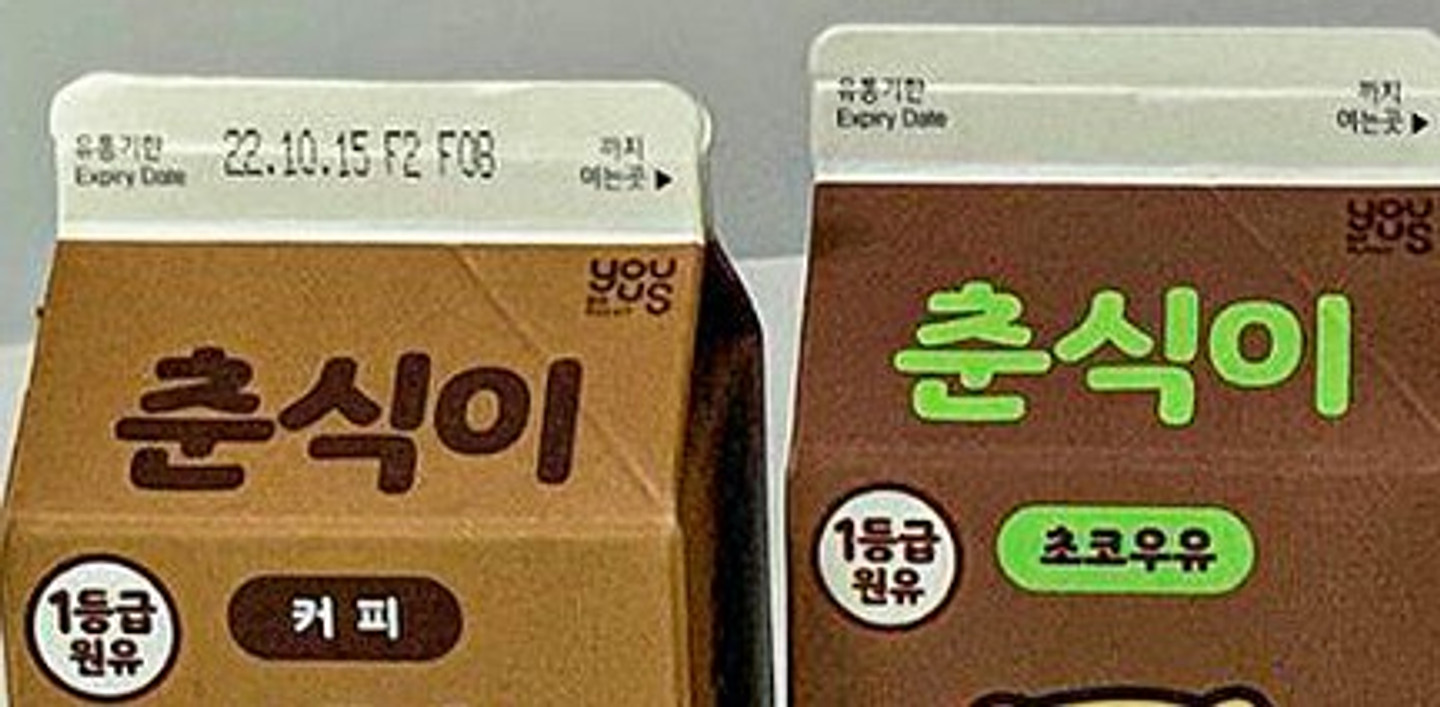 유통기한
Expiry Date
22.10.15 F2 F08
까지
여는곳 ▶
you
us
춘식이
1등급
원유
커피
유통기한
Expiry Date
까지
여는곳 ▶
you
us
춘식이
1등급
원유
초코우유